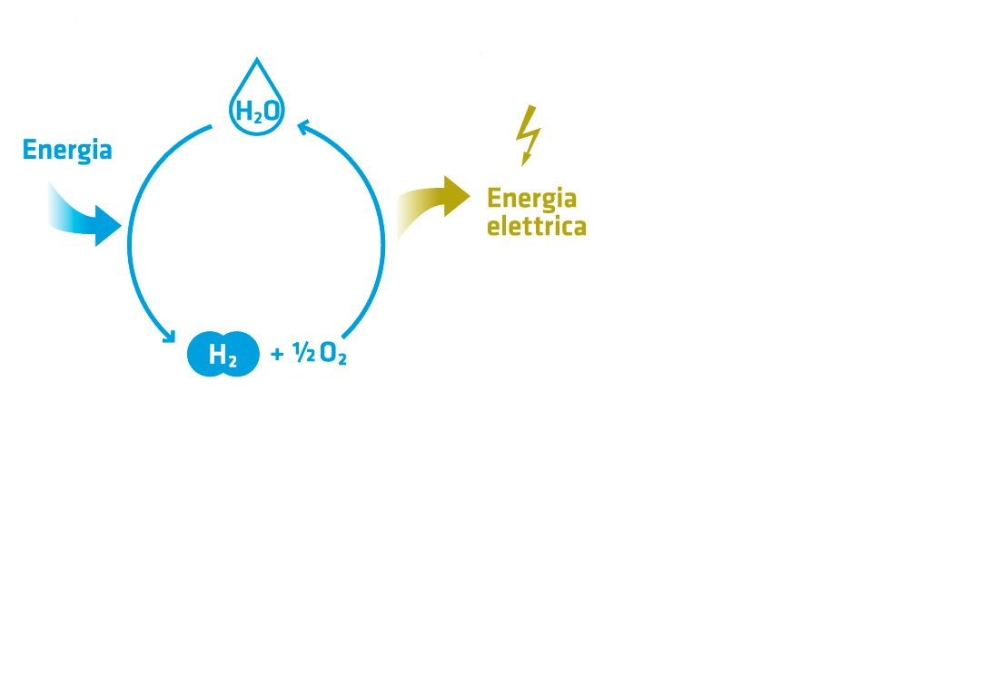 H₂O
Energia
Energia
elettrica
H₂ + ½ O₂